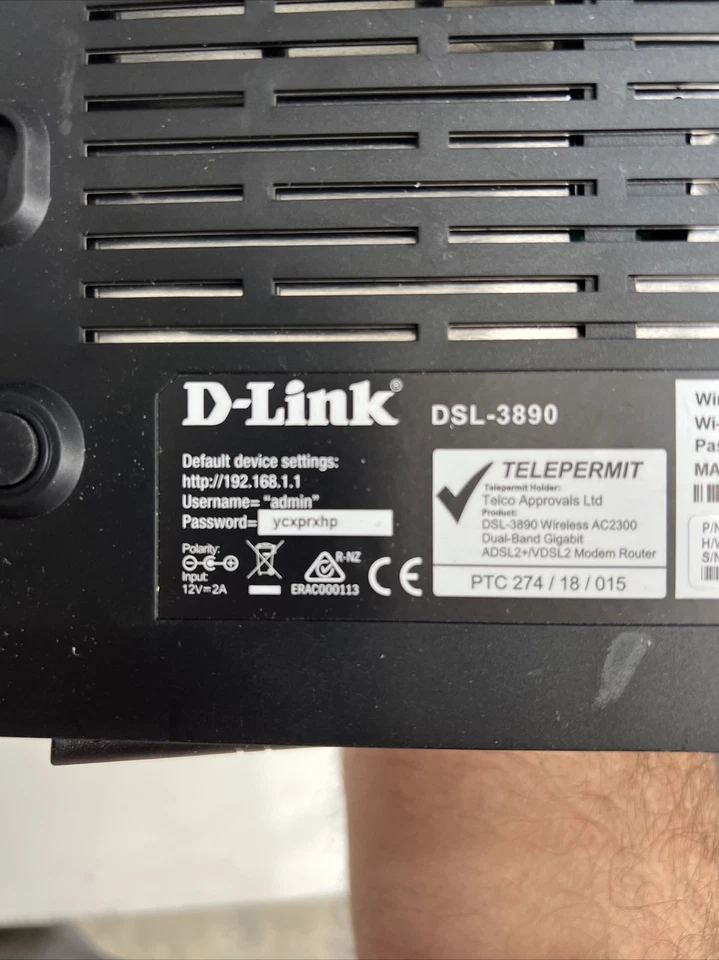 D-Link®
DSL-3890
Default device settings:
http://192.168.1.1
Username= “admin”
Password= ycxprxhp
Polarity:
Input:
12V⎓2A
R-NZ
ERAC000113
CE
TELEPERMIT
Telepermit Holder:
Telco Approvals Ltd
Product:
DSL-3890 Wireless AC2300
Dual-Band Gigabit
ADSL2+/VDSL2 Modem Router
PTC 274 / 18 / 015
Wi-
MA
P/N
H/W
S/N